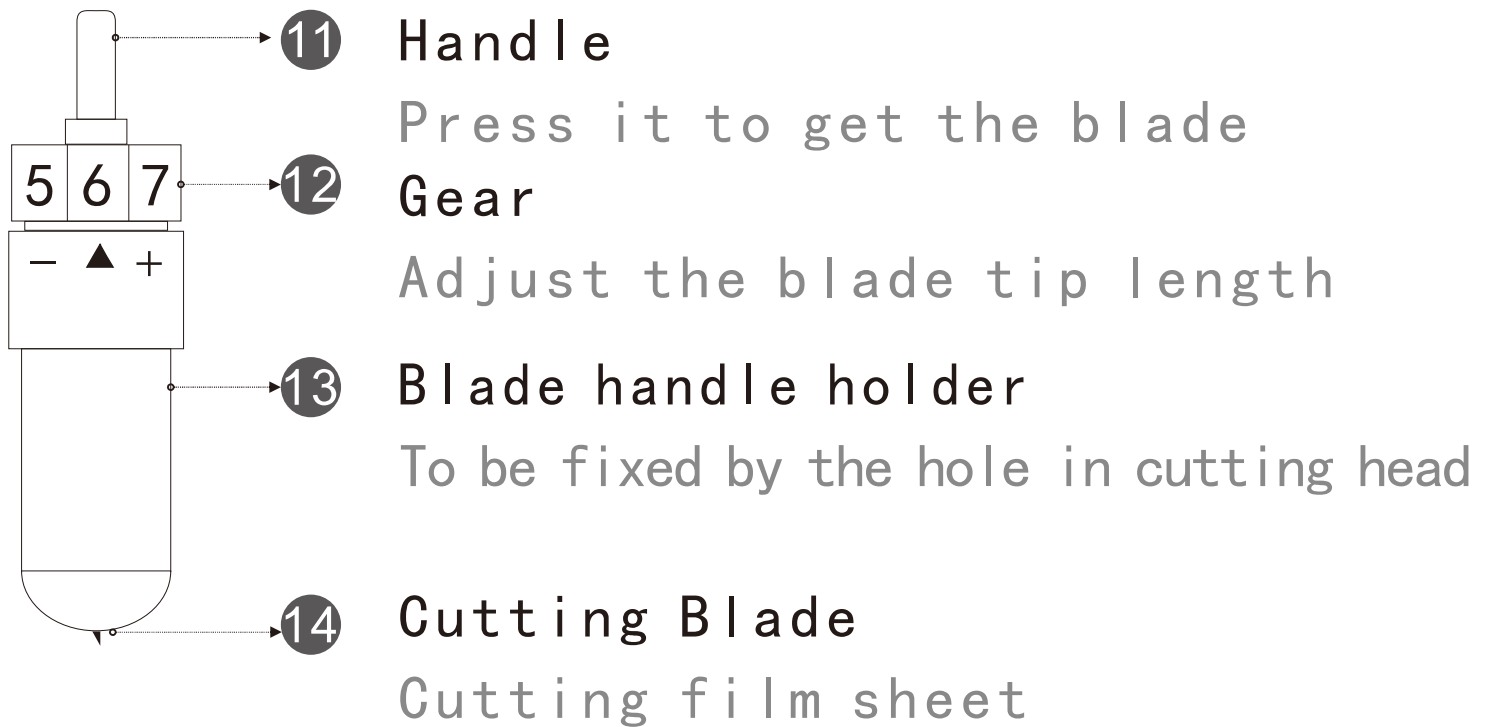 11 Handle
Press it to get the blade
5 6 7
12 Gear
− ▲ +
Adjust the blade tip length
13 Blade handle holder
To be fixed by the hole in cutting head
14 Cutting Blade
Cutting film sheet